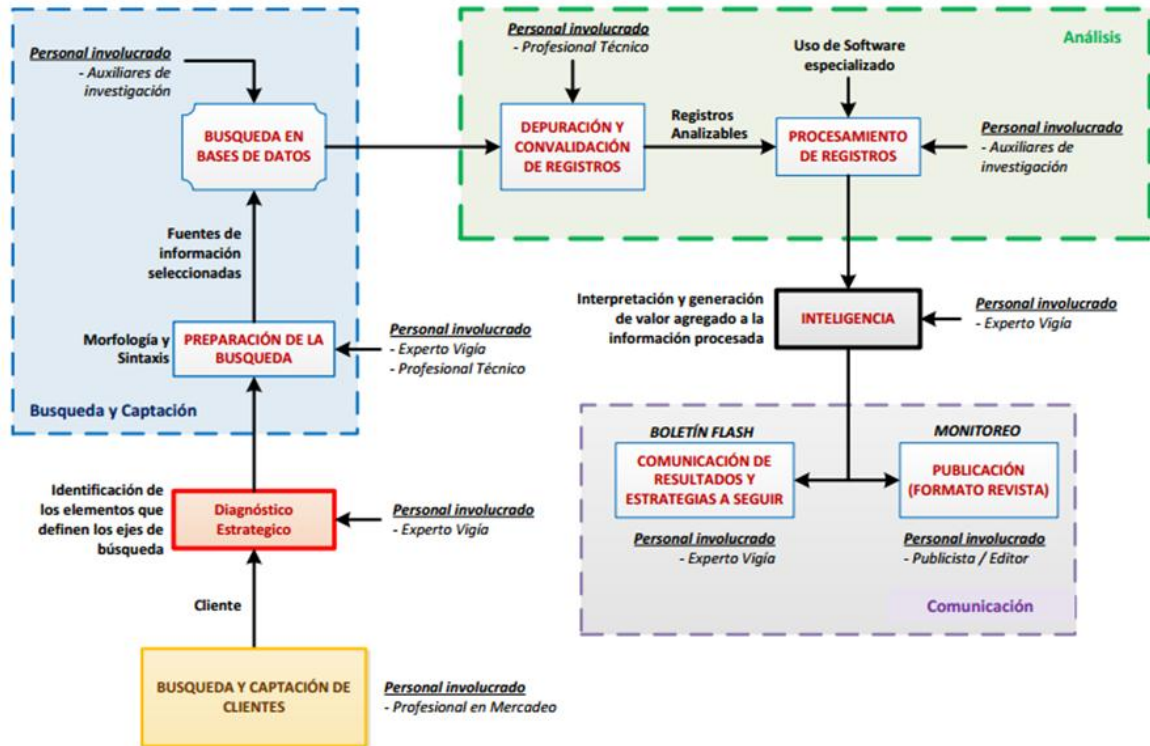 Personal involucrado
- Auxiliares de
investigación
BUSQUEDA EN
BASES DE DATOS
Fuentes de
información
seleccionadas
Morfología y
Sintaxis
PREPARACIÓN DE LA
BUSQUEDA
Personal involucrado
- Experto Vigía
- Profesional Técnico
Busqueda y Captación
Identificación de
los elementos que
definen los ejes de
búsqueda
Diagnóstico
Estrategico
Personal involucrado
- Experto Vigía
Cliente
BUSQUEDA Y CAPTACIÓN DE
CLIENTES
Personal involucrado
- Profesional en Mercadeo
Personal involucrado
- Profesional Técnico
Uso de Software
especializado
Análisis
DEPURACIÓN Y
CONVALIDACIÓN
DE REGISTROS
Registros
Analizables
PROCESAMIENTO
DE REGISTROS
Personal involucrado
- Auxiliares de
investigación
Interpretación y generación
de valor agregado a la
información procesada
INTELIGENCIA
Personal involucrado
- Experto Vigía
BOLETÍN FLASH
COMUNICACIÓN DE
RESULTADOS Y
ESTRATEGIAS A SEGUIR
Personal involucrado
- Experto Vigía
MONITOREO
PUBLICACIÓN
(FORMATO REVISTA)
Personal involucrado
- Publicista / Editor
Comunicación